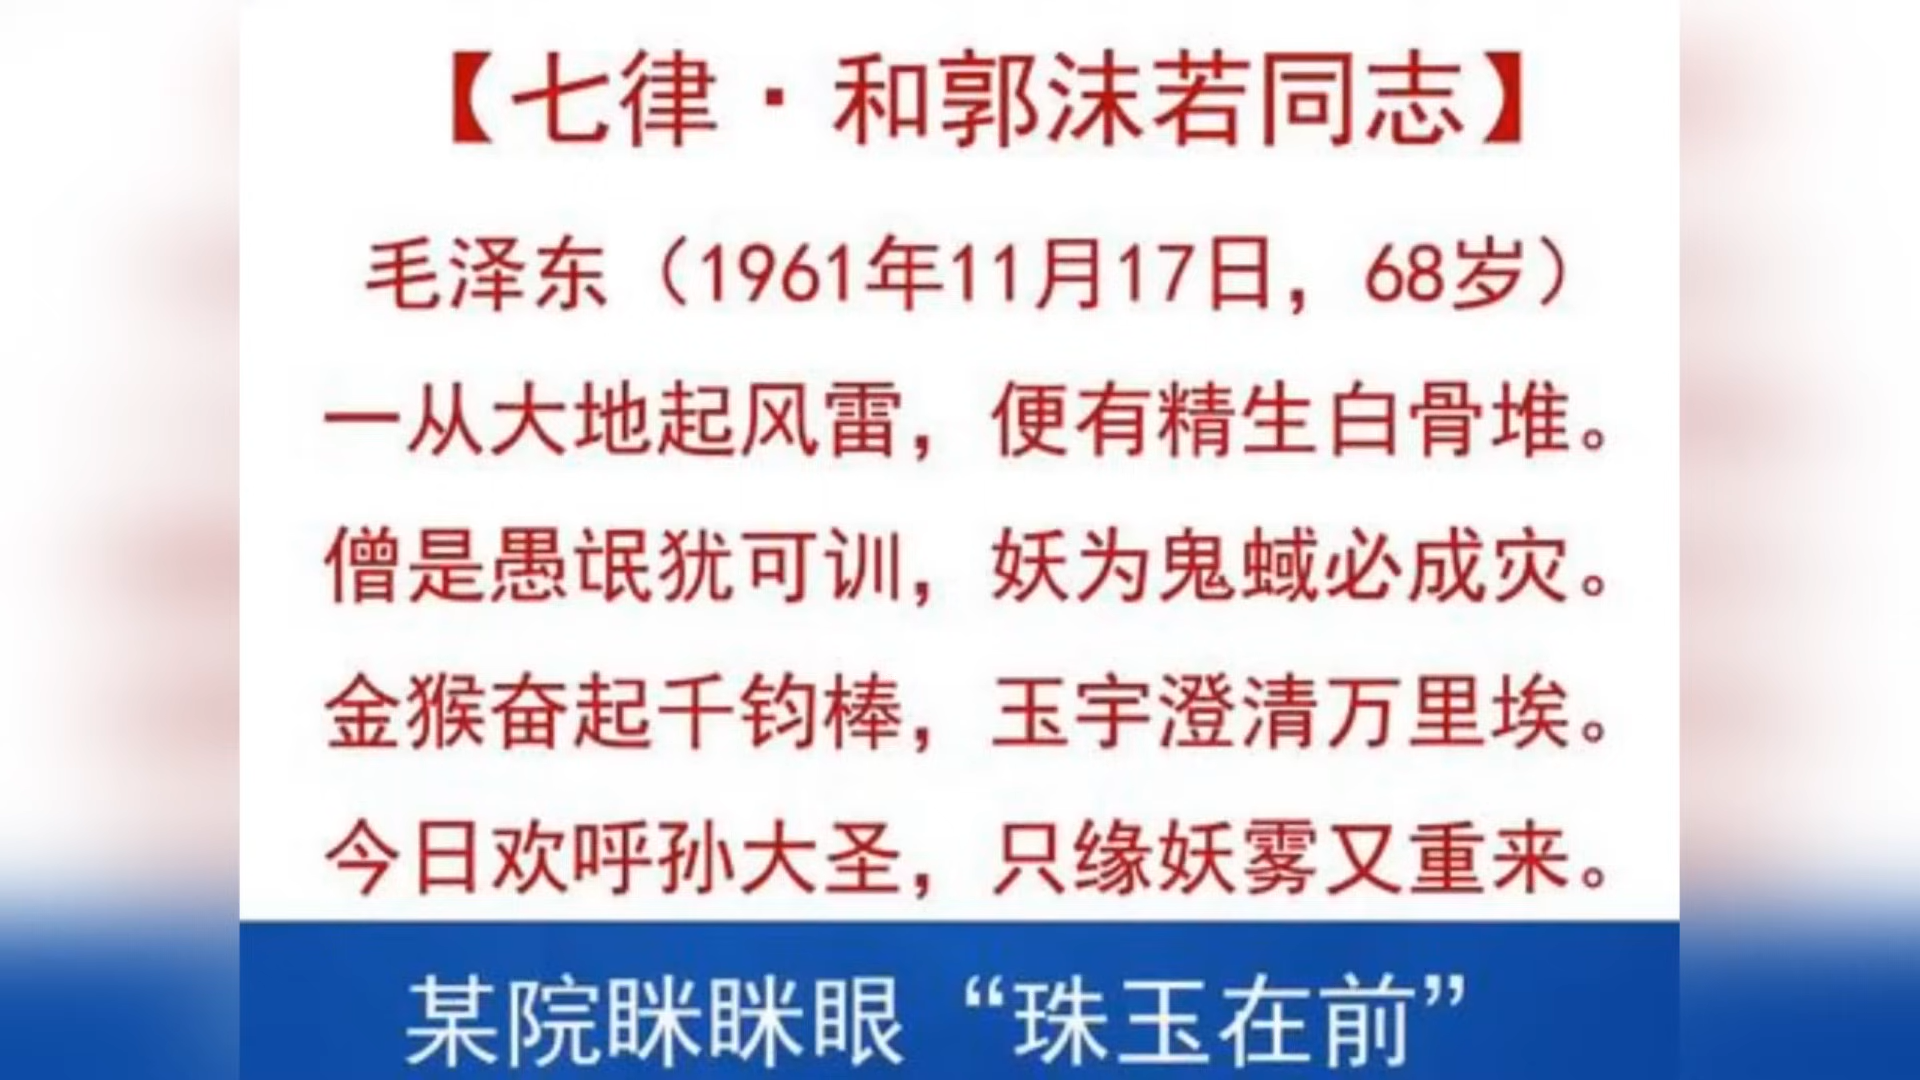 【七律·和郭沫若同志】
毛泽东（1961年11月17日，68岁）
一从大地起风雷，便有精生白骨堆。
僧是愚氓犹可训，妖为鬼蜮必成灾。
金猴奋起千钧棒，玉宇澄清万里埃。
今日欢呼孙大圣，只缘妖雾又重来。
某院眯眯眼“珠玉在前”